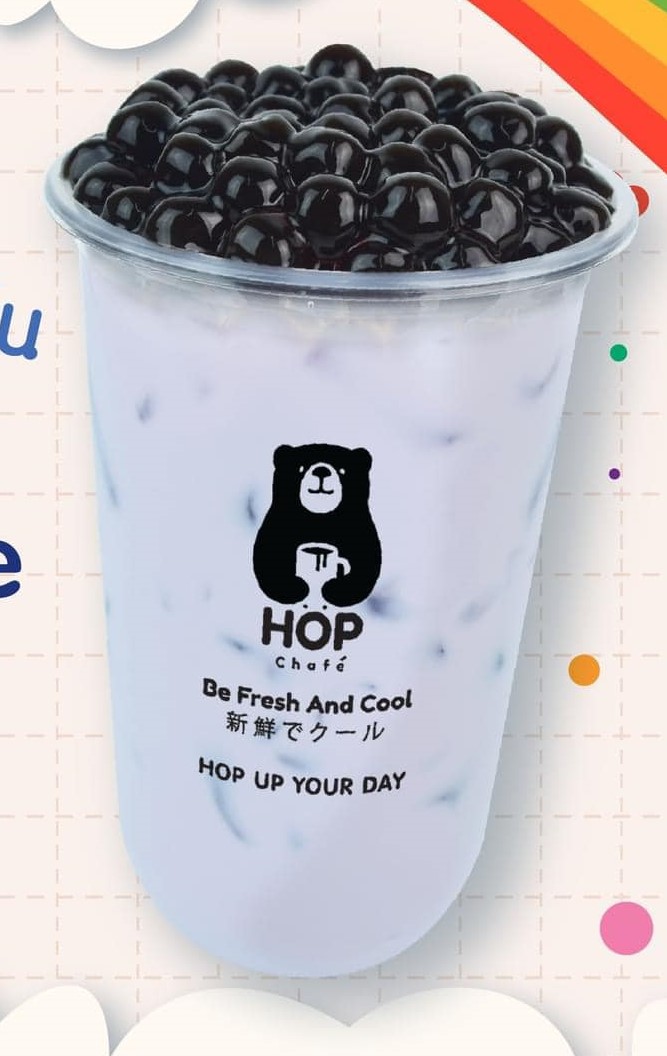 u
e
HOP
Chafé
Be Fresh And Cool
新鮮でクール
HOP UP YOUR DAY